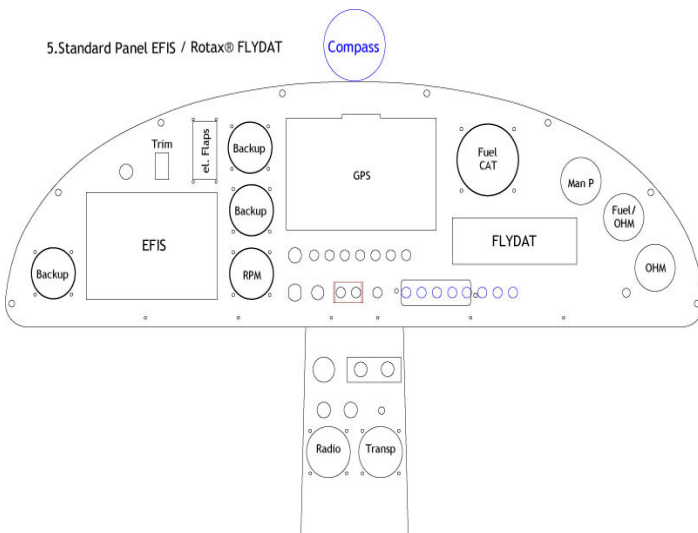 5.Standard Panel EFIS / Rotax® FLYDAT
Compass
Trim
el. Flaps
Backup
GPS
Fuel
CAT
Man P
Backup
Fuel/
OHM
EFIS
FLYDAT
Backup
RPM
OHM
Radio
Transp